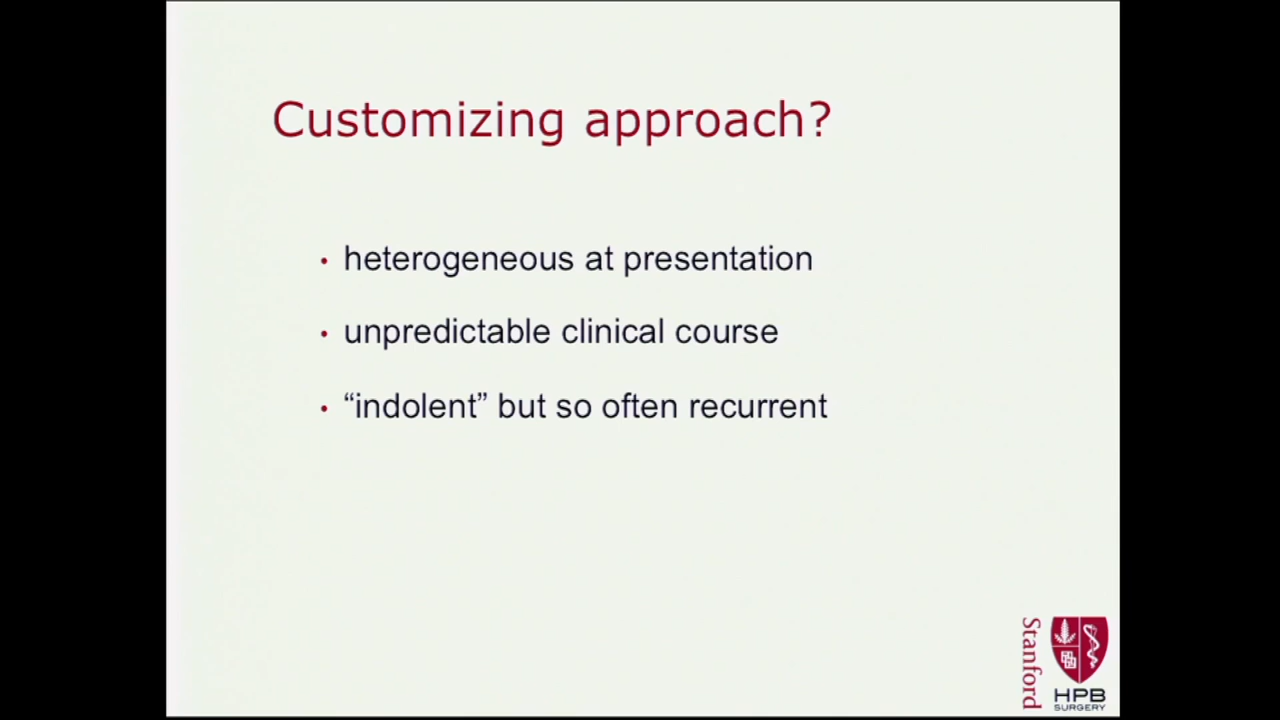 Customizing approach?
• heterogeneous at presentation
• unpredictable clinical course
• “indolent” but so often recurrent
Stanford
HPB
SURGERY